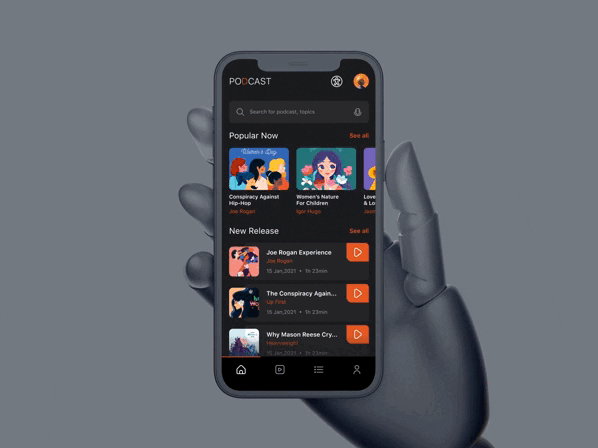 PODCAST
Search for podcast, topics
Popular Now
See all
Women's Day
Conspiracy Against
Hip-Hop
Joe Rogan
Women's Nature
For Children
Igor Hugo
Love
& Lo
New Release
See all
Joe Rogan Experience
Joe Rogan
15 Jan,2021 • 1h 23min
The Conspiracy Again...
Up First
15 Jan,2021 • 1h 23min
Why Mason Reese Cry...
Heavyweight
15 Jan,2021 • 1h 23min